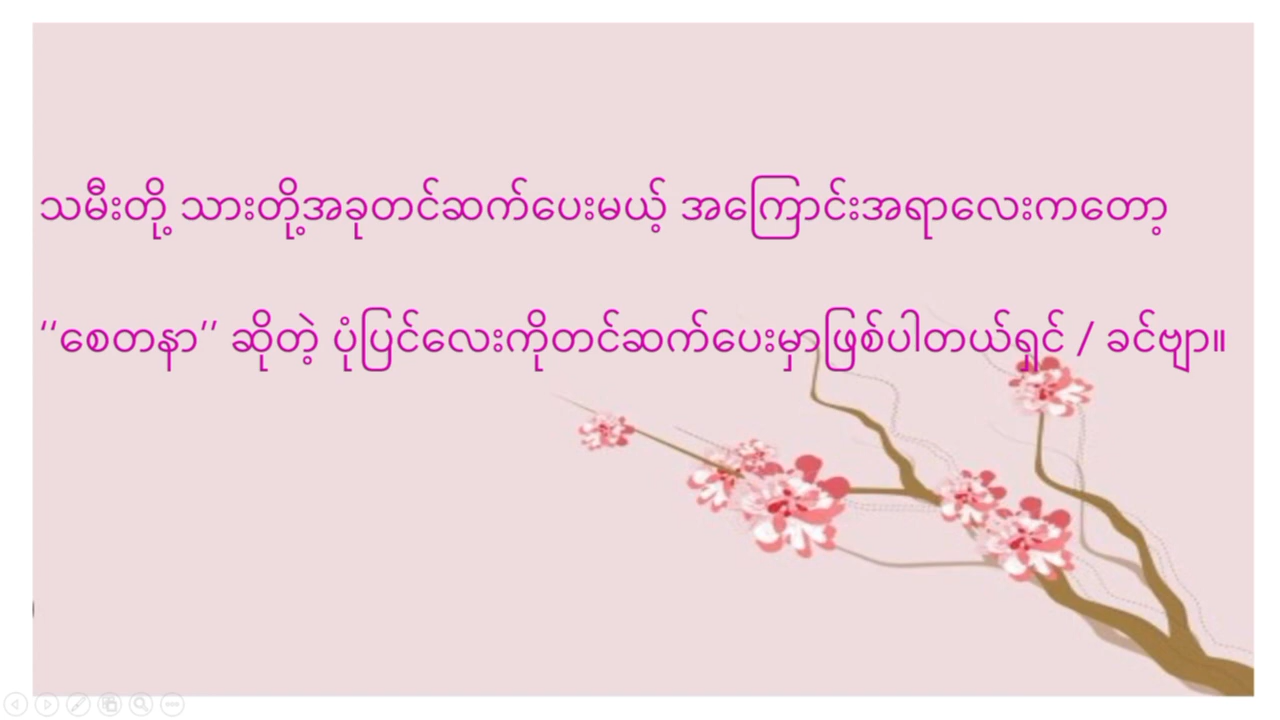 သမီးတို့ သားတို့အခုတင်ဆက်ပေးမယ့် အကြောင်းအရာလေးကတော့
‘‘စေတနာ’’ ဆိုတဲ့ ပုံပြင်လေးကိုတင်ဆက်ပေးမှာဖြစ်ပါတယ်ရှင် / ခင်ဗျာ။